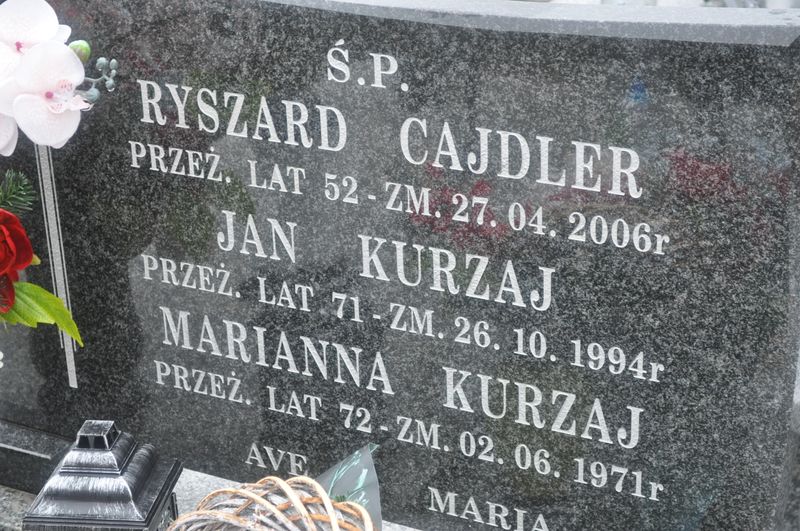 Ś.P.
RYSZARD CAJDLER
PRZEŻ. LAT 52 - ZM. 27. 04. 2006r
JAN KURZAJ
PRZEŻ. LAT 71 - ZM. 26. 10. 1994r
MARIANNA KURZAJ
PRZEŻ. LAT 72 - ZM. 02. 06. 1971r
AVE MARIA